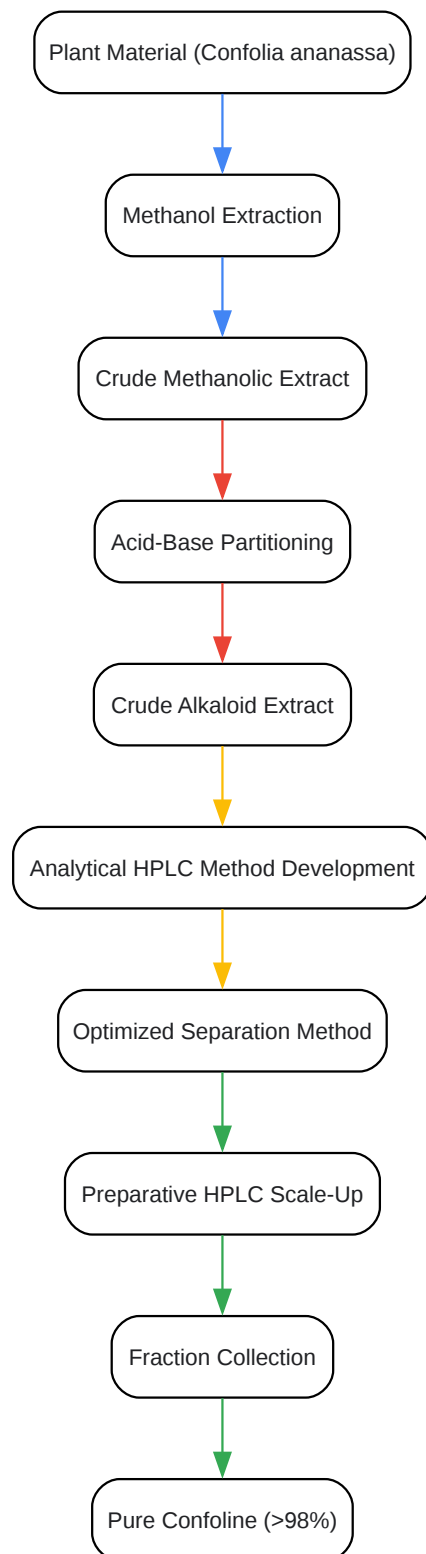 Plant Material (Confolia ananassa)
Methanol Extraction
Crude Methanolic Extract
Acid-Base Partitioning
Crude Alkaloid Extract
Analytical HPLC Method Development
Optimized Separation Method
Preparative HPLC Scale-Up
Fraction Collection
Pure Confoline (>98%)